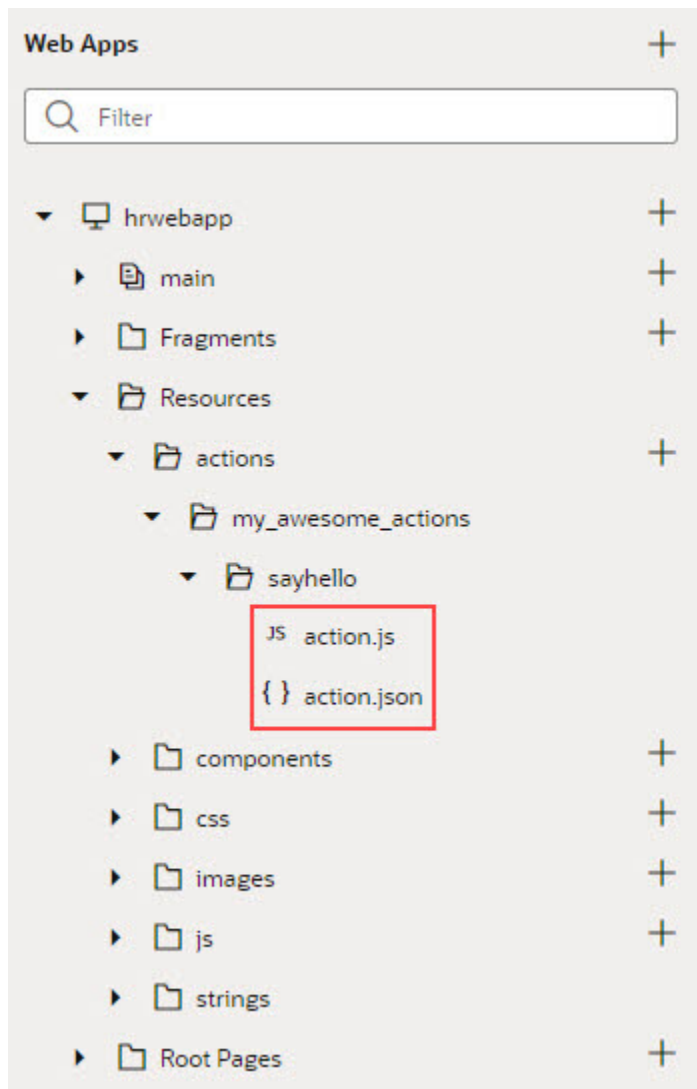 Web Apps
Filter
hrwebapp
main
Fragments
Resources
actions
my_awesome_actions
sayhello
JS action.js
{ } action.json
components
css
images
js
strings
Root Pages